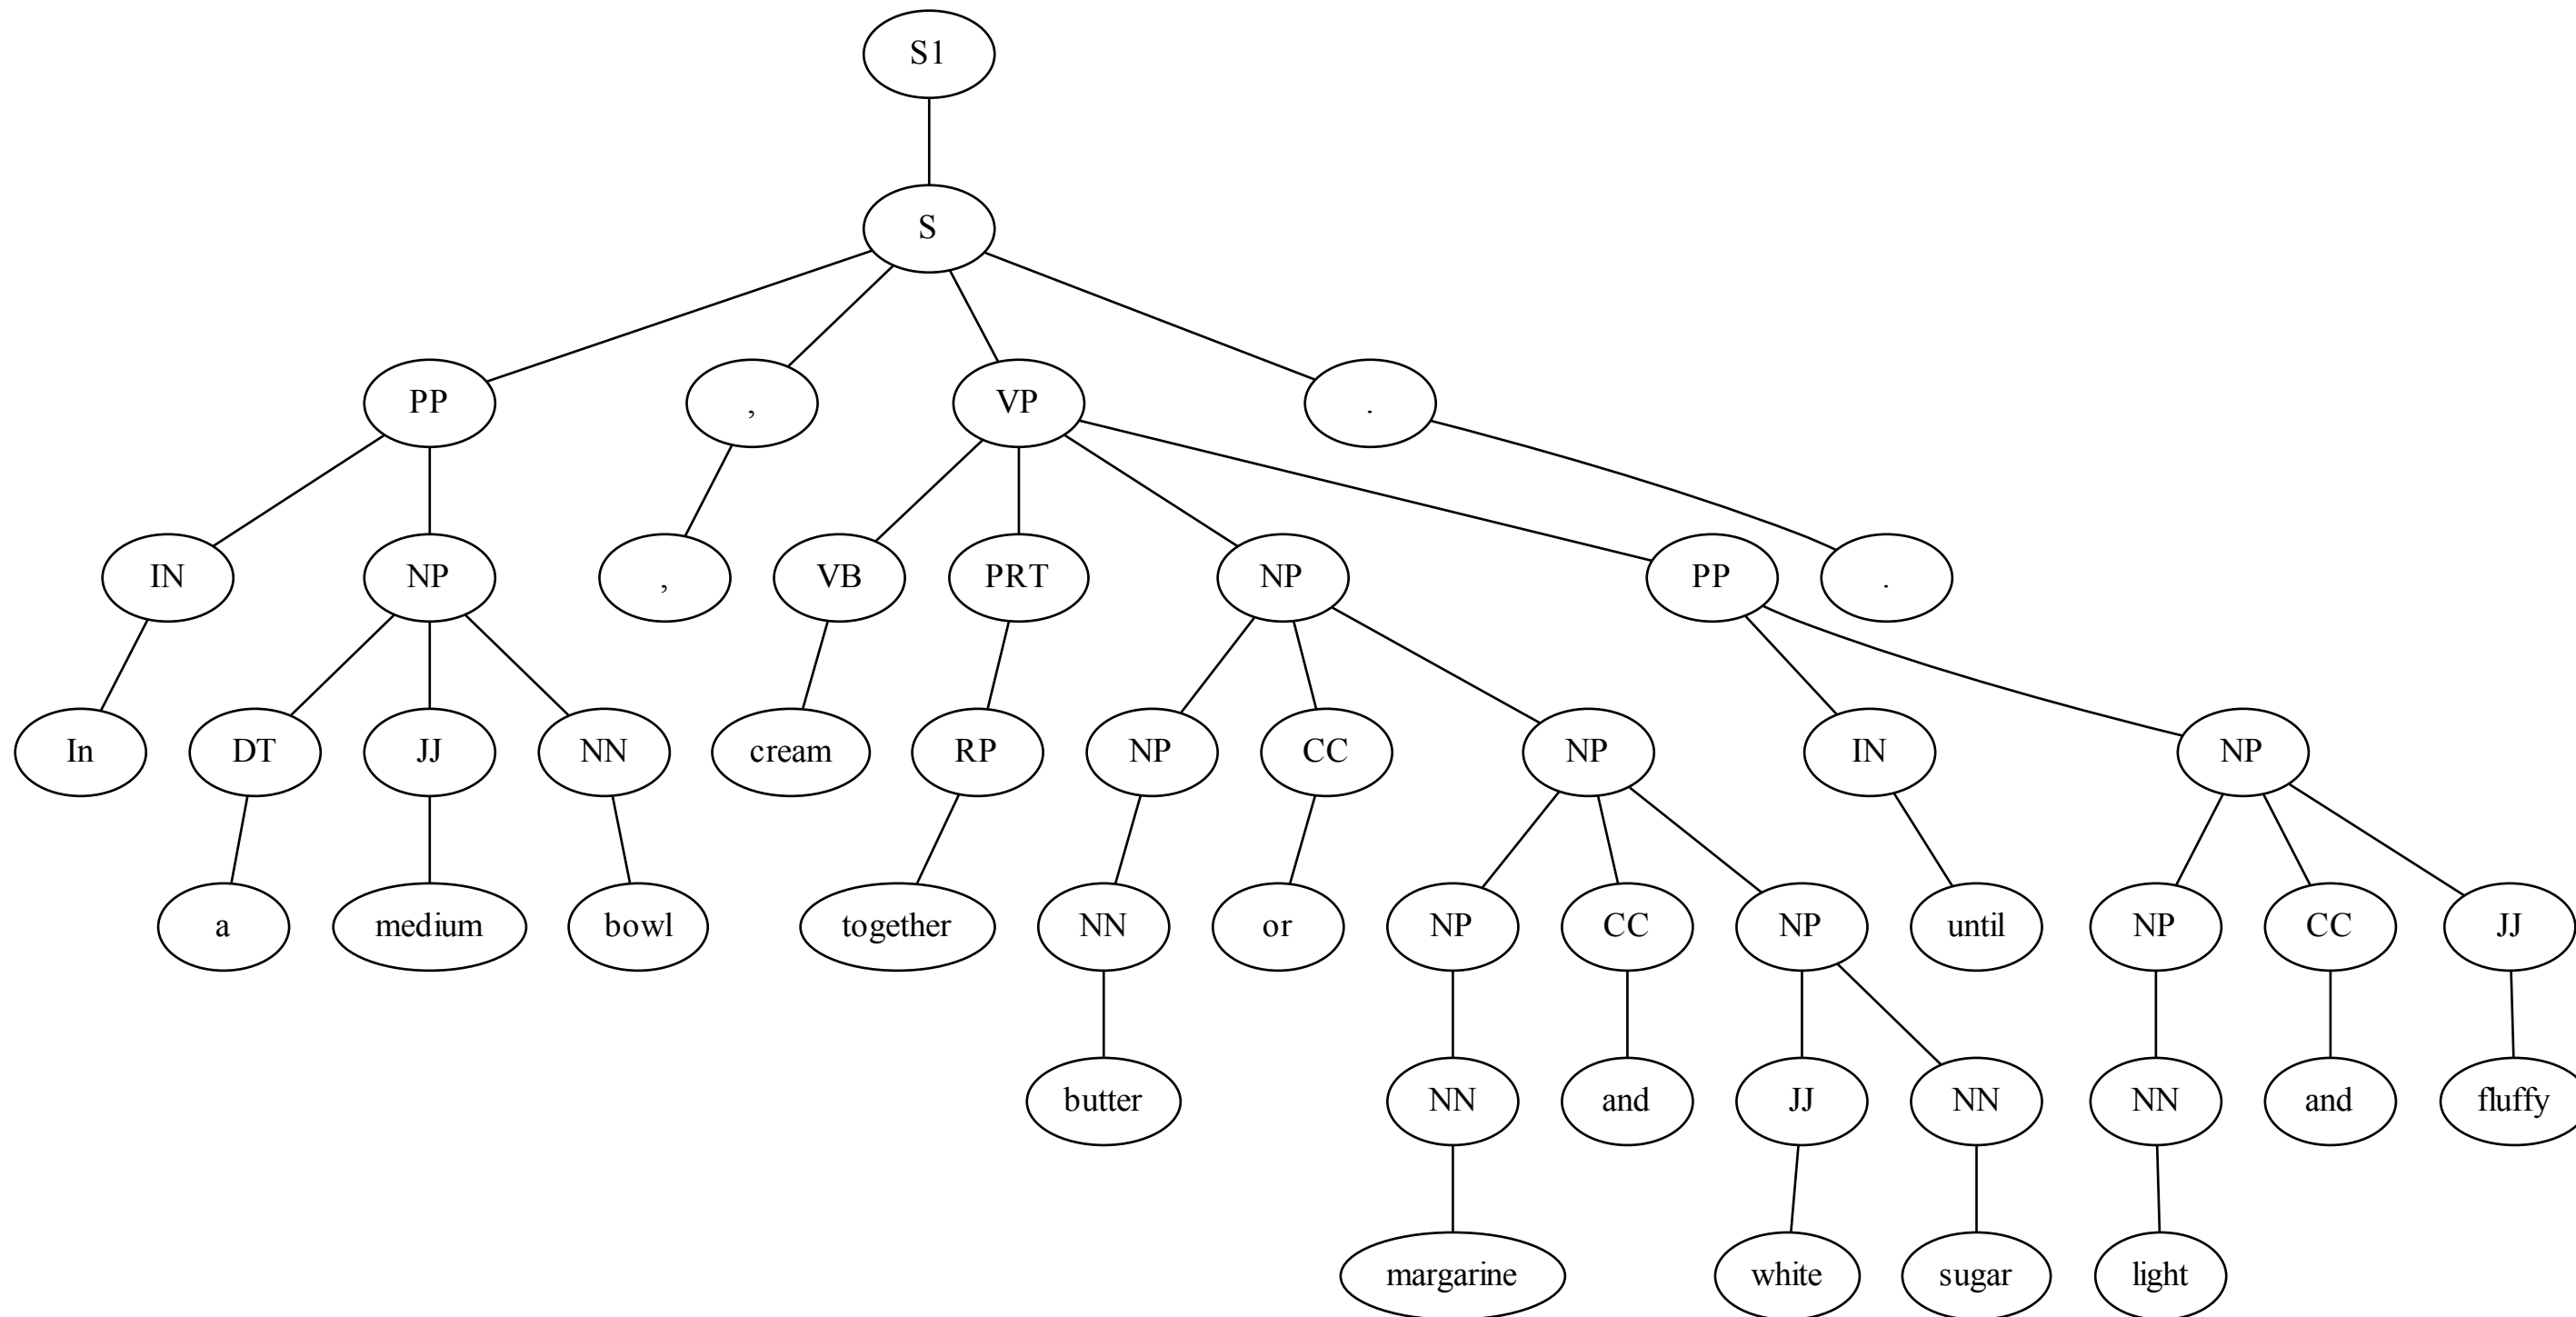 S1
S
PP , VP .
IN NP , VB PRT NP PP .
In DT JJ NN cream RP NP CC NP IN NP
a medium bowl together NN or NP CC NP until NP CC JJ
butter NN and JJ NN NN and fluffy
margarine white sugar light